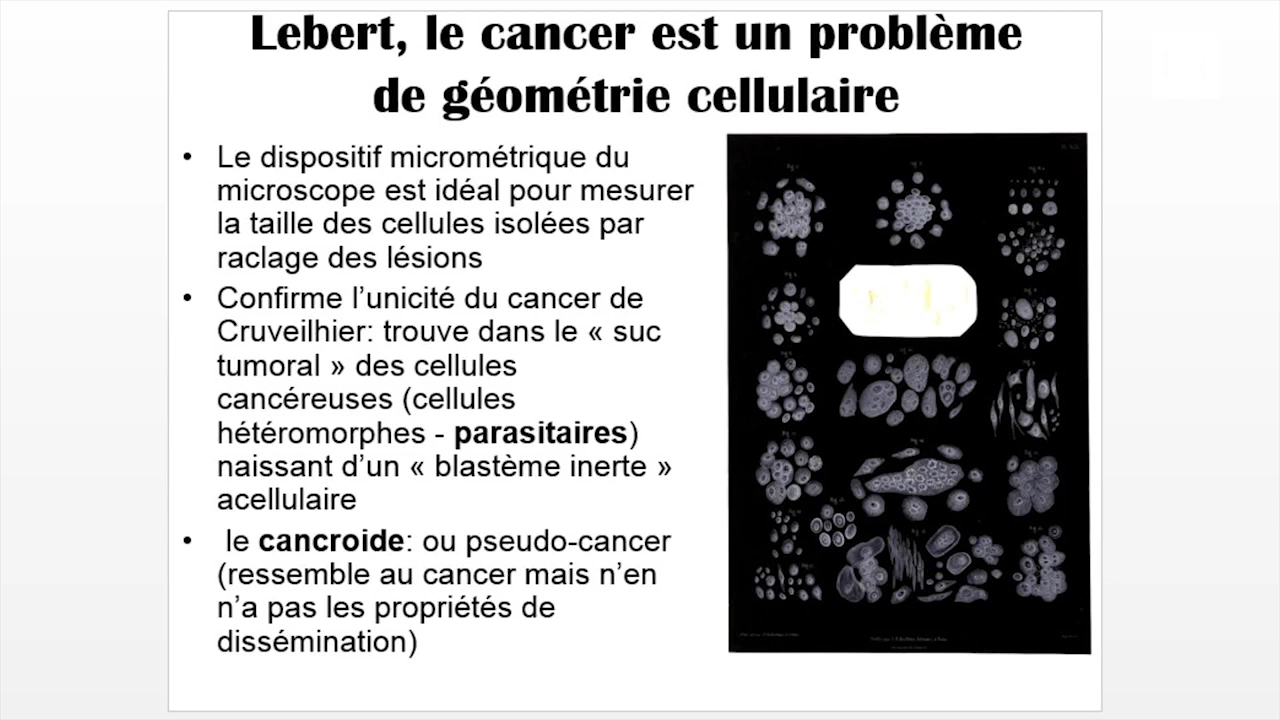 Lebert, le cancer est un problème
de géométrie cellulaire
• Le dispositif micrométrique du
microscope est idéal pour mesurer
la taille des cellules isolées par
raclage des lésions
• Confirme l’unicité du cancer de
Cruveilhier: trouve dans le « suc
tumoral » des cellules
cancéreuses (cellules
hétéromorphes - parasitaires)
naissant d’un « blastème inerte »
acellulaire
• le cancroide: ou pseudo-cancer
(ressemble au cancer mais n’en
n’a pas les propriétés de
dissémination)